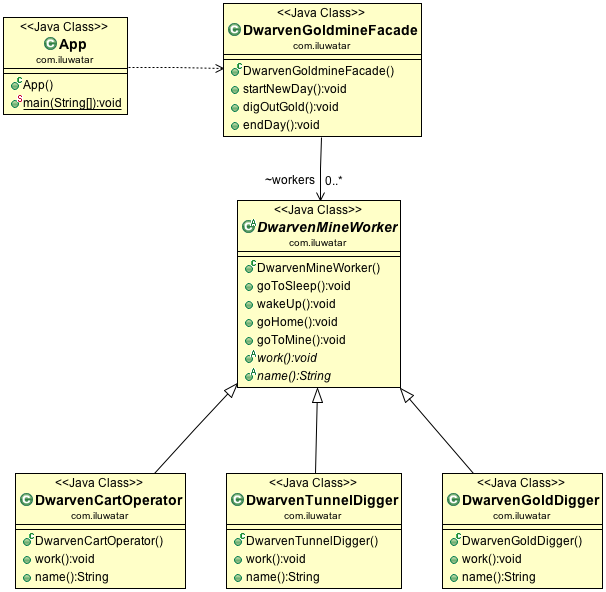 <<Java Class>>
App
com.iluwatar
App()
main(String[]):void
<<Java Class>>
DwarvenGoldmineFacade
com.iluwatar
DwarvenGoldmineFacade()
startNewDay():void
digOutGold():void
endDay():void
~workers
0..*
<<Java Class>>
DwarvenMineWorker
com.iluwatar
DwarvenMineWorker()
goToSleep():void
wakeUp():void
goHome():void
goToMine():void
work():void
name():String
<<Java Class>>
DwarvenCartOperator
com.iluwatar
DwarvenCartOperator()
work():void
name():String
<<Java Class>>
DwarvenTunnelDigger
com.iluwatar
DwarvenTunnelDigger()
work():void
name():String
<<Java Class>>
DwarvenGoldDigger
com.iluwatar
DwarvenGoldDigger()
work():void
name():String